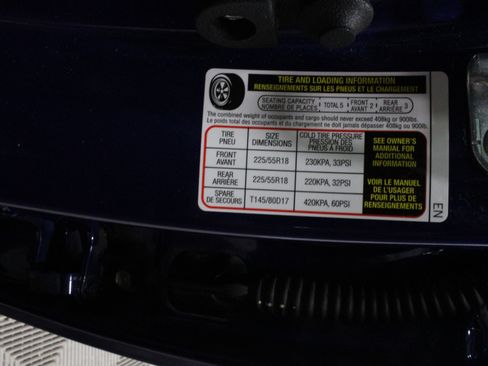 TIRE AND LOADING INFORMATION
RENSEIGNEMENTS SUR LES PNEUS ET LE CHARGEMENT
SEATING CAPACITY TOTAL 5 FRONT 2 REAR 3
NOMBRE DE PLACES AVANT ARRIÈRE
The combined weight of occupants and cargo should never exceed 408kg or 900lbs.
Le poids total des occupants et du chargement ne doit jamais dépasser 408kg ou 900lb.
TIRE SIZE COLD TIRE PRESSURE
PNEU DIMENSIONS PRESSION DES PNEUS À FROID
FRONT AVANT 225/55R18 230KPA, 33PSI
REAR ARRIÈRE 225/55R18 220KPA, 32PSI
SPARE DE SECOURS T145/80D17 420KPA, 60PSI
SEE OWNER'S
MANUAL FOR
ADDITIONAL
INFORMATION
VOIR LE MANUEL
DE L'USAGER
POUR PLUS DE
RENSEIGNEMENTS
EN